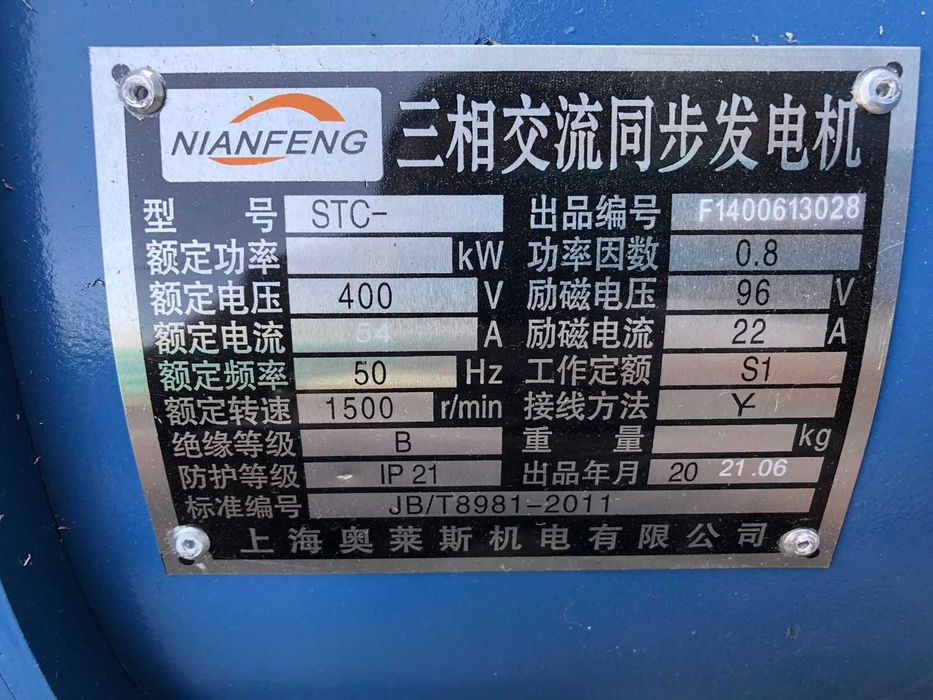 NIANFENG 三相交流同步发电机
型 号 STC- 出品编号 F1400613028
额定功率 kW 功率因数 0.8
额定电压 400 V 励磁电压 96 V
额定电流 54 A 励磁电流 22 A
额定频率 50 Hz 工作定额 S1
额定转速 1500 r/min 接线方法 Y
绝缘等级 B 重 量 kg
防护等级 IP 21 出品年月 20 21.06
标准编号 JB/T8981-2011
上海奥莱斯机电有限公司